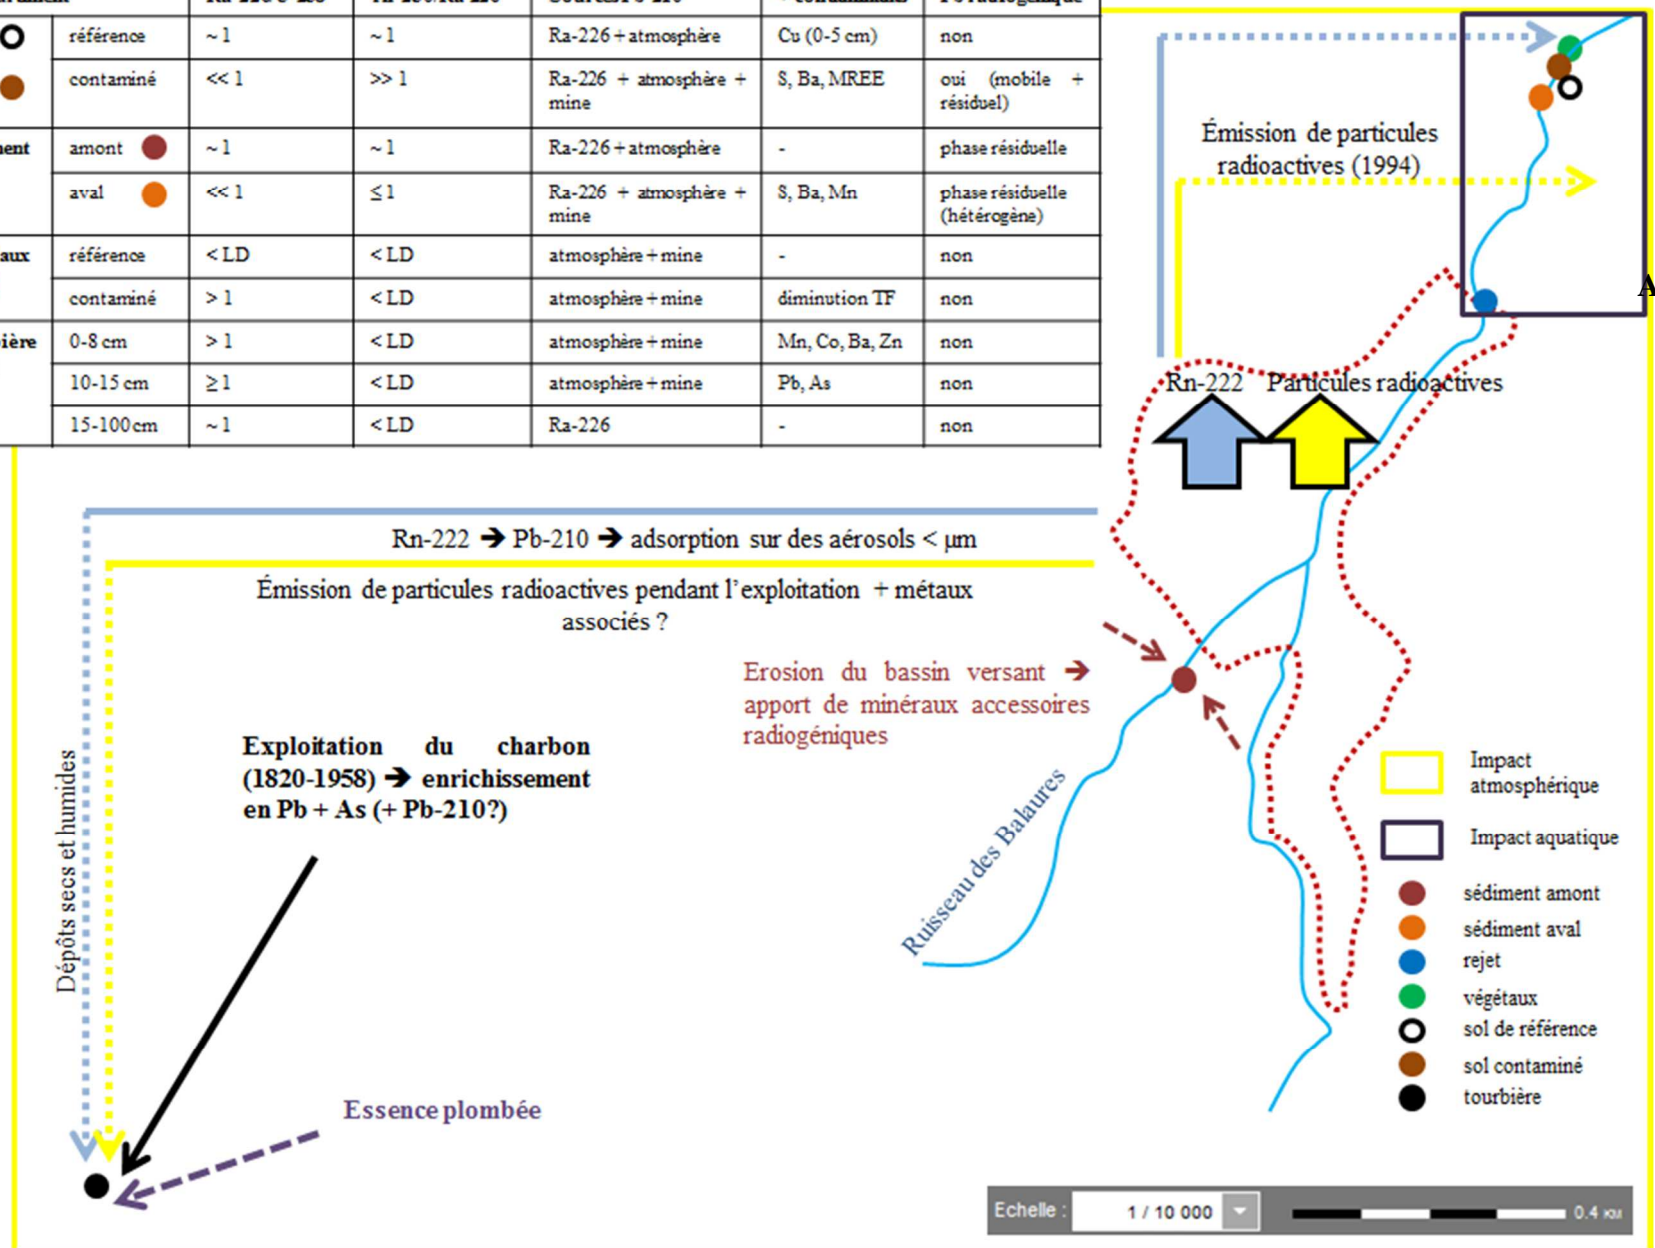 référence ~ 1 ~ 1 Ra-226 + atmosphère Cu (0-5 cm) non
contaminé << 1 >> 1 Ra-226 + atmosphère + S, Ba, MREE oui (mobile +
mine résiduel)
amont ~ 1 ~ 1 Ra-226 + atmosphère - phase résiduelle
aval << 1 ≤ 1 Ra-226 + atmosphère + S, Ba, Mn phase résiduelle
mine (hétérogène)
référence < LD < LD atmosphère + mine - non
contaminé > 1 < LD atmosphère + mine diminution TF non
0-8 cm > 1 < LD atmosphère + mine Mn, Co, Ba, Zn non
10-15 cm ≥ 1 < LD atmosphère + mine Pb, As non
15-100 cm ~ 1 < LD Ra-226 - non
Émission de particules
radioactives (1994)
A
Rn-222 Particules radioactives
Rn-222 ➔ Pb-210 ➔ adsorption sur des aérosols < µm
Émission de particules radioactives pendant l’exploitation + métaux
associés ?
Erosion du bassin versant ➔
apport de minéraux accessoires
radiogéniques
Exploitation du charbon
(1820-1958) ➔ enrichissement
en Pb + As (+ Pb-210?)
Dépôts secs et humides
Ruisseau des Balaures
Essence plombée
Impact
atmosphérique
Impact aquatique
sédiment amont
sédiment aval
rejet
végétaux
sol de référence
sol contaminé
tourbière
Echelle : 1 / 10 000 0.4 км